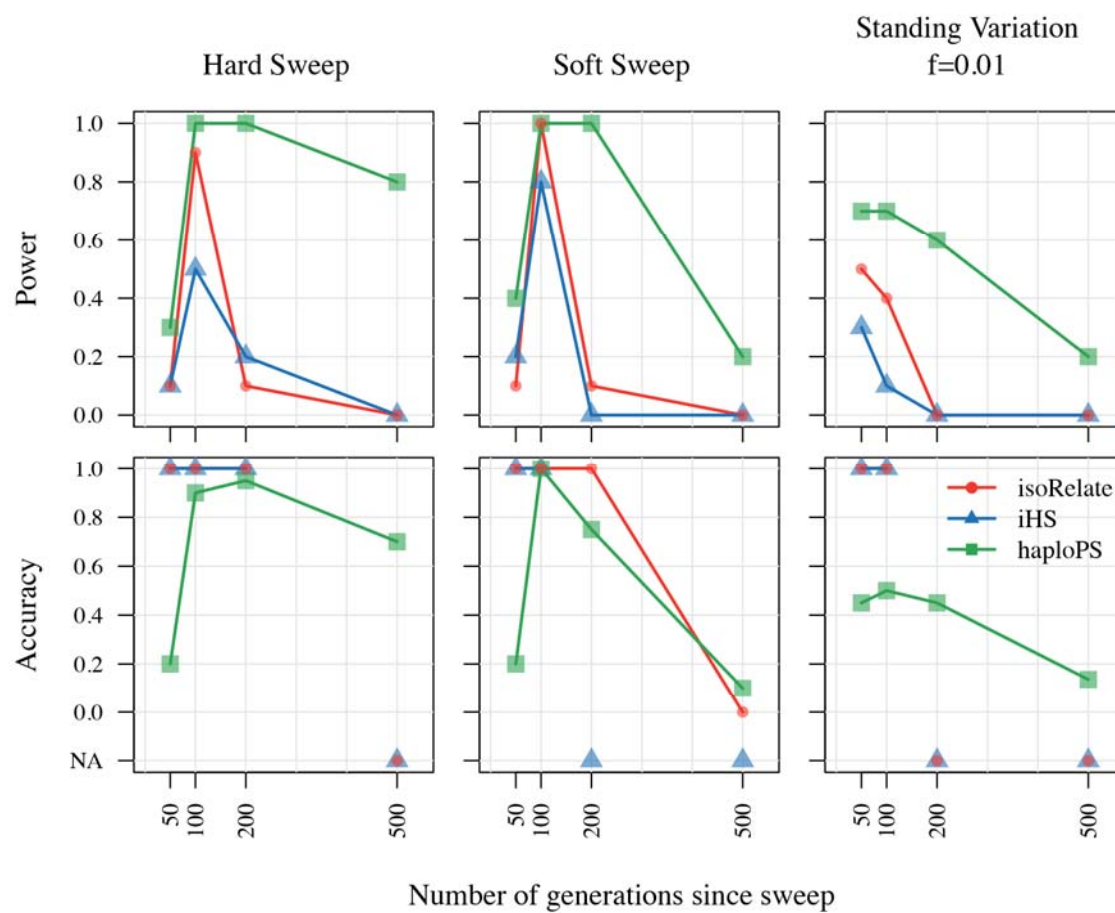 Hard Sweep
Soft Sweep
Standing Variation
f=0.01
Power
1.0
0.8
0.6
0.4
0.2
0.0
Accuracy
1.0
0.8
0.6
0.4
0.2
0.0
NA
isoRelate
iHS
haploPS
50
100
200
500
50
100
200
500
50
100
200
500
Number of generations since sweep